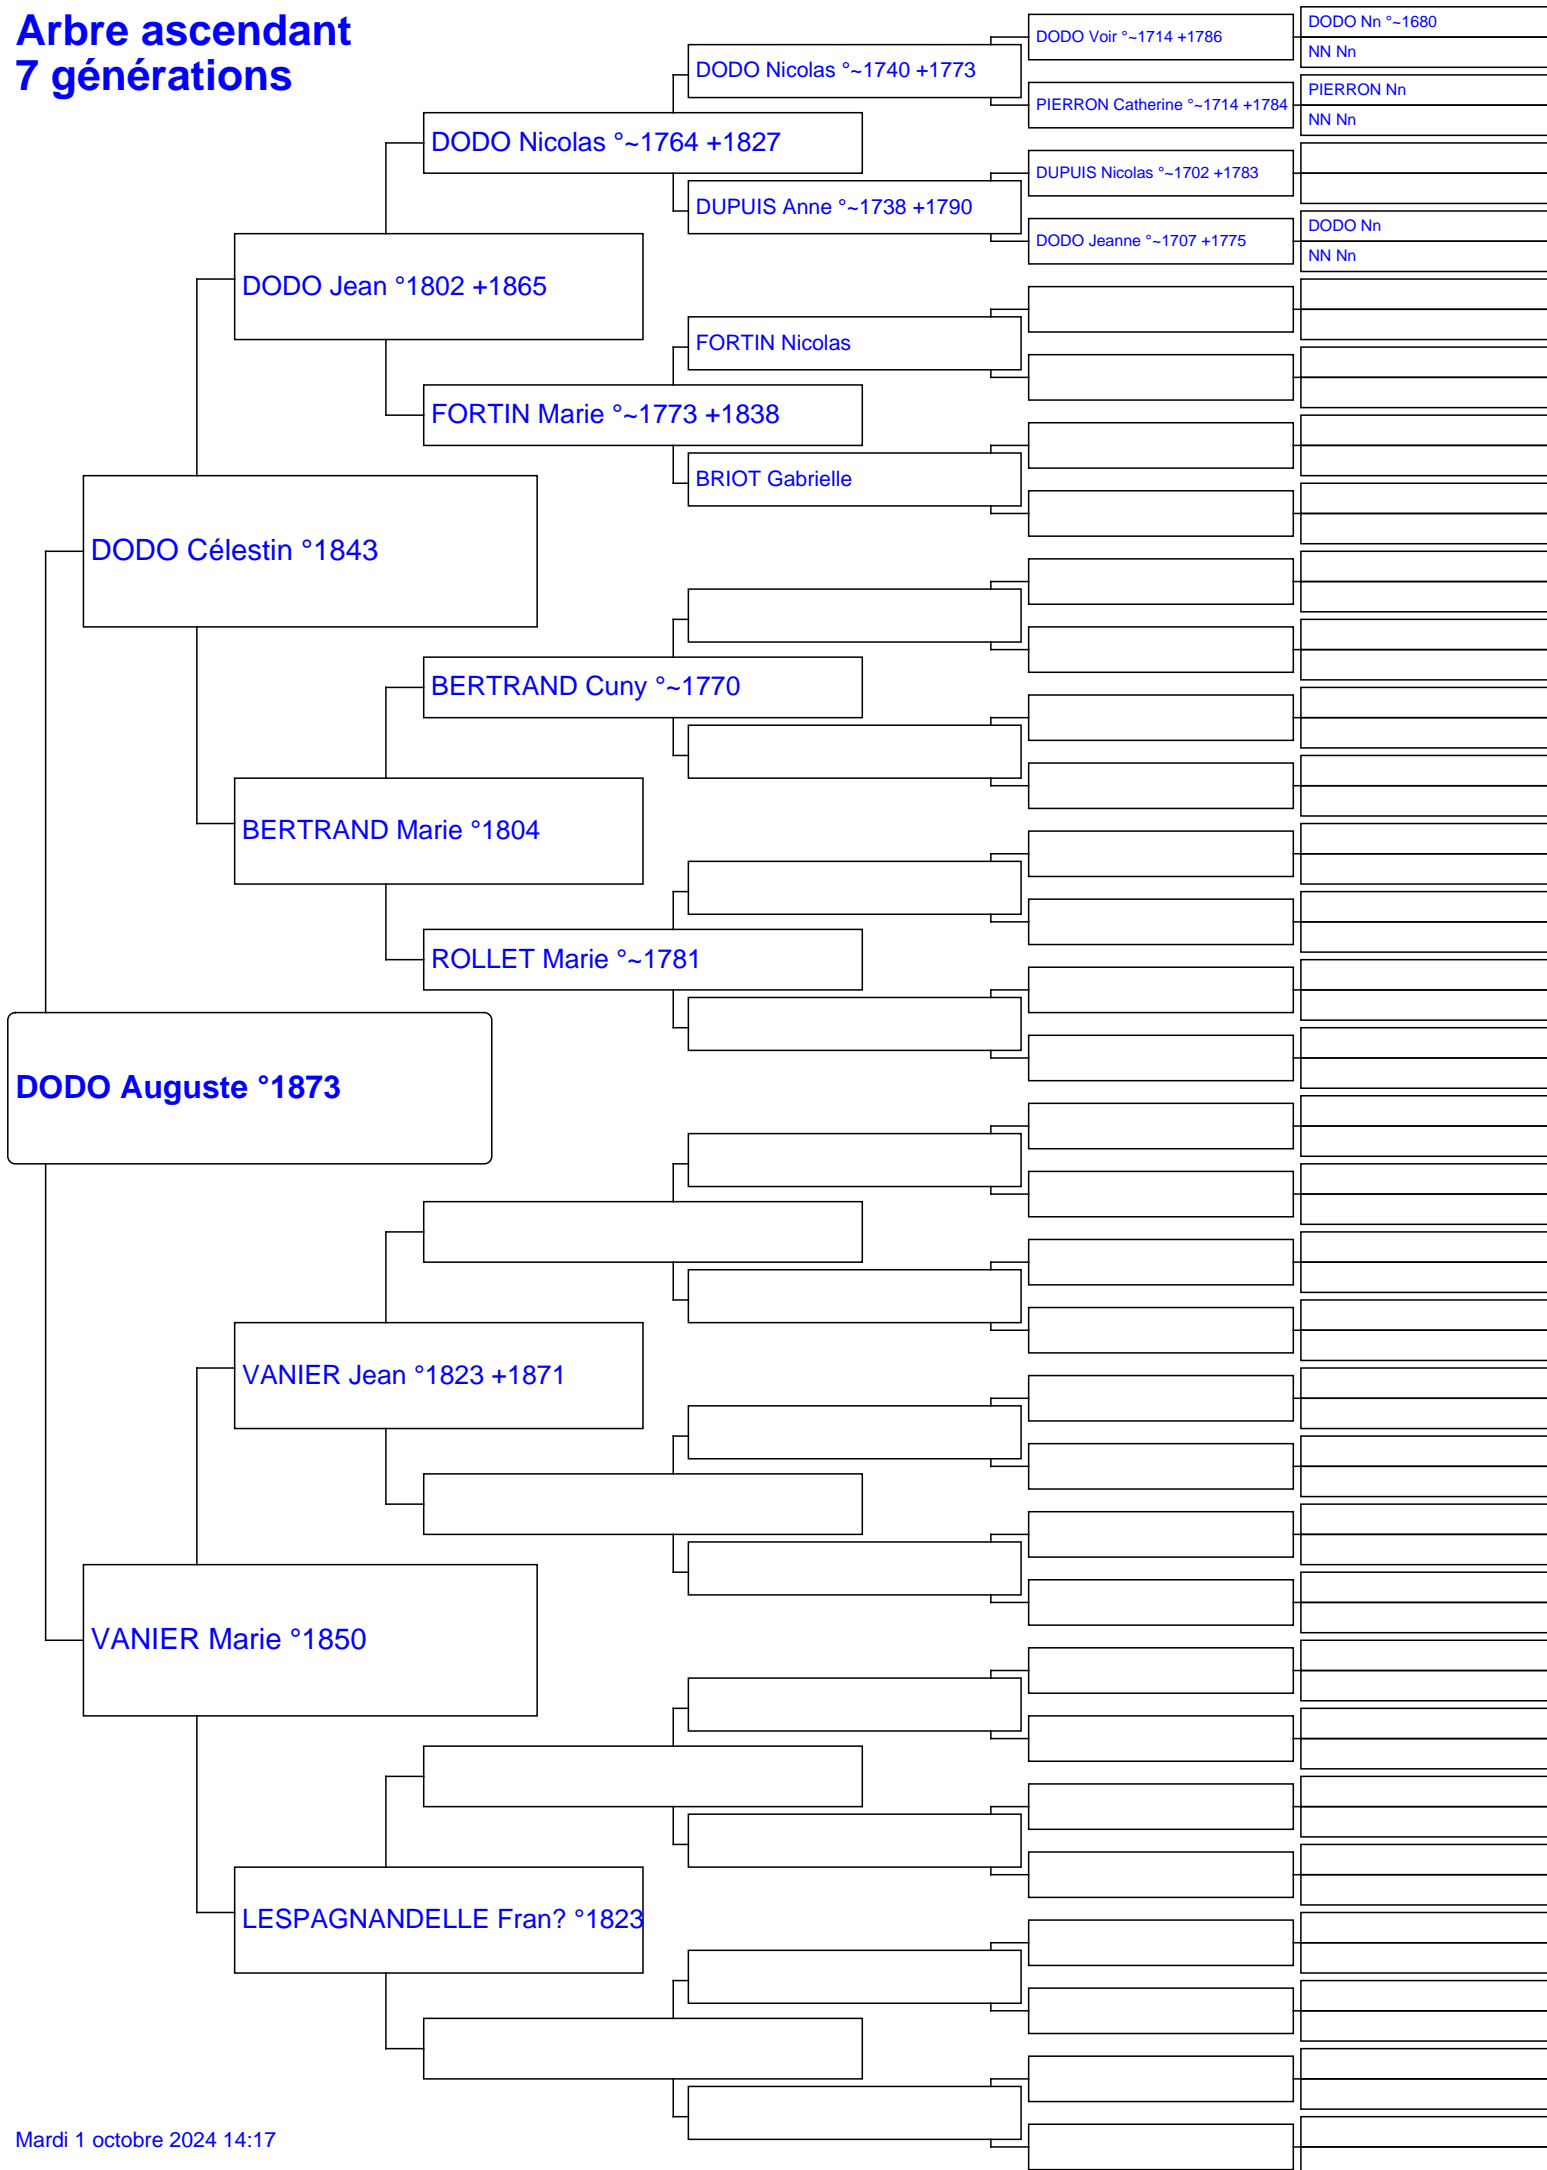 Arbre ascendant
7 générations
DODO Voir °~1714 +1786
DODO Nn °~1680
NN Nn
DODO Nicolas °~1740 +1773
PIERRON Catherine °~1714 +1784
PIERRON Nn
NN Nn
DODO Nicolas °~1764 +1827
DUPUIS Nicolas °~1702 +1783
DUPUIS Anne °~1738 +1790
DODO Jeanne °~1707 +1775
DODO Nn
NN Nn
DODO Jean °1802 +1865
FORTIN Nicolas
FORTIN Marie °~1773 +1838
BRIOT Gabrielle
DODO Célestin °1843
BERTRAND Cuny °~1770
BERTRAND Marie °1804
ROLLET Marie °~1781
DODO Auguste °1873
VANIER Jean °1823 +1871
VANIER Marie °1850
LESPAGNANDELLE Fran? °1823
Mardi 1 octobre 2024 14:17